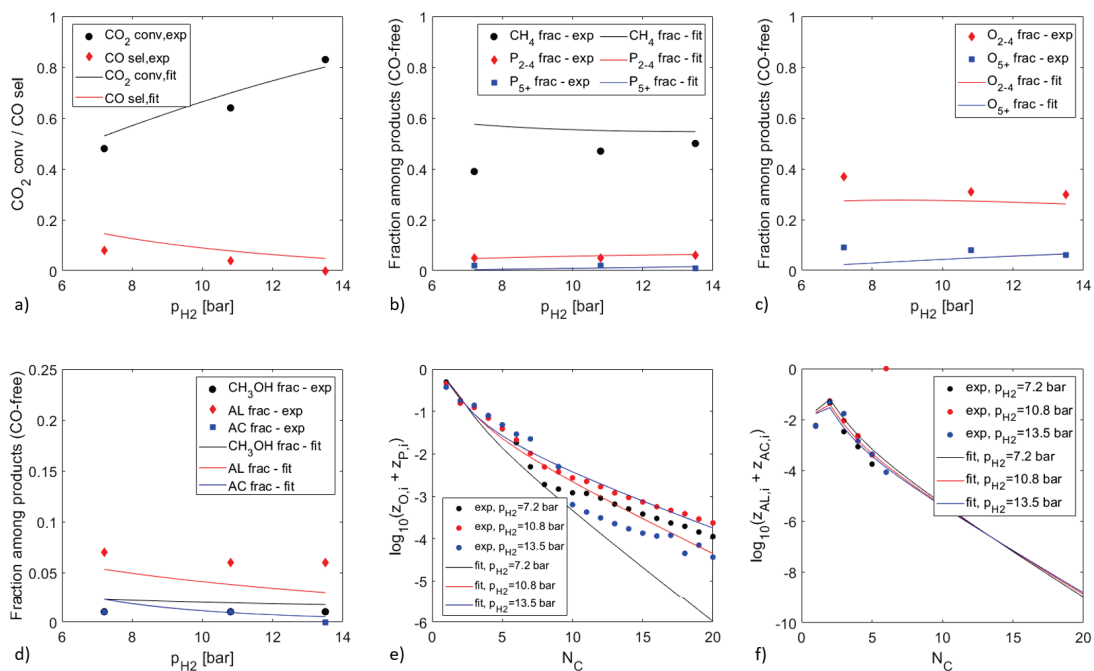 1
0.8
0.6
0.4
0.2
0
6 8 10 12 14
CO2 conv / CO sel
pH2 [bar]
CO2 conv,exp
CO sel,exp
CO2 conv,fit
CO sel,fit
a)
1
0.8
0.6
0.4
0.2
0
6 8 10 12 14
Fraction among products (CO-free)
pH2 [bar]
CH4 frac - exp CH4 frac - fit
P2-4 frac - exp P2-4 frac - fit
P5+ frac - exp P5+ frac - fit
b)
1
0.8
0.6
0.4
0.2
0
6 8 10 12 14
Fraction among products (CO-free)
pH2 [bar]
O2-4 frac - exp
O5+ frac - exp
O2-4 frac - fit
O5+ frac - fit
c)
0.25
0.2
0.15
0.1
0.05
0
6 8 10 12 14
Fraction among products (CO-free)
pH2 [bar]
CH3OH frac - exp
AL frac - exp
AC frac - exp
CH3OH frac - fit
AL frac - fit
AC frac - fit
d)
0
-1
-2
-3
-4
-5
-6
0 5 10 15 20
log10(zO,i + zP,i)
NC
exp, pH2=7.2 bar
exp, pH2=10.8 bar
exp, pH2=13.5 bar
fit, pH2=7.2 bar
fit, pH2=10.8 bar
fit, pH2=13.5 bar
e)
0
-2
-4
-6
-8
-10
0 5 10 15 20
log10(zAL,i + zAC,i)
NC
exp, pH2=7.2 bar
exp, pH2=10.8 bar
exp, pH2=13.5 bar
fit, pH2=7.2 bar
fit, pH2=10.8 bar
fit, pH2=13.5 bar
f)